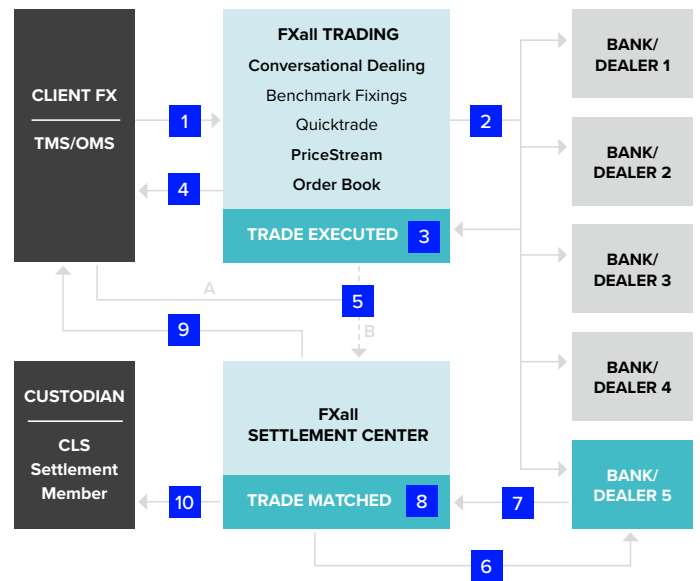 CLIENT FX
TMS/OMS
1
4
FXall TRADING
Conversational Dealing
Benchmark Fixings
Quicktrade
PriceStream
Order Book
TRADE EXECUTED 3
2
BANK/
DEALER 1
BANK/
DEALER 2
BANK/
DEALER 3
BANK/
DEALER 4
BANK/
DEALER 5
A
5
B
9
CUSTODIAN
CLS
Settlement
Member
10
FXall
SETTLEMENT CENTER
TRADE MATCHED 8
7
6